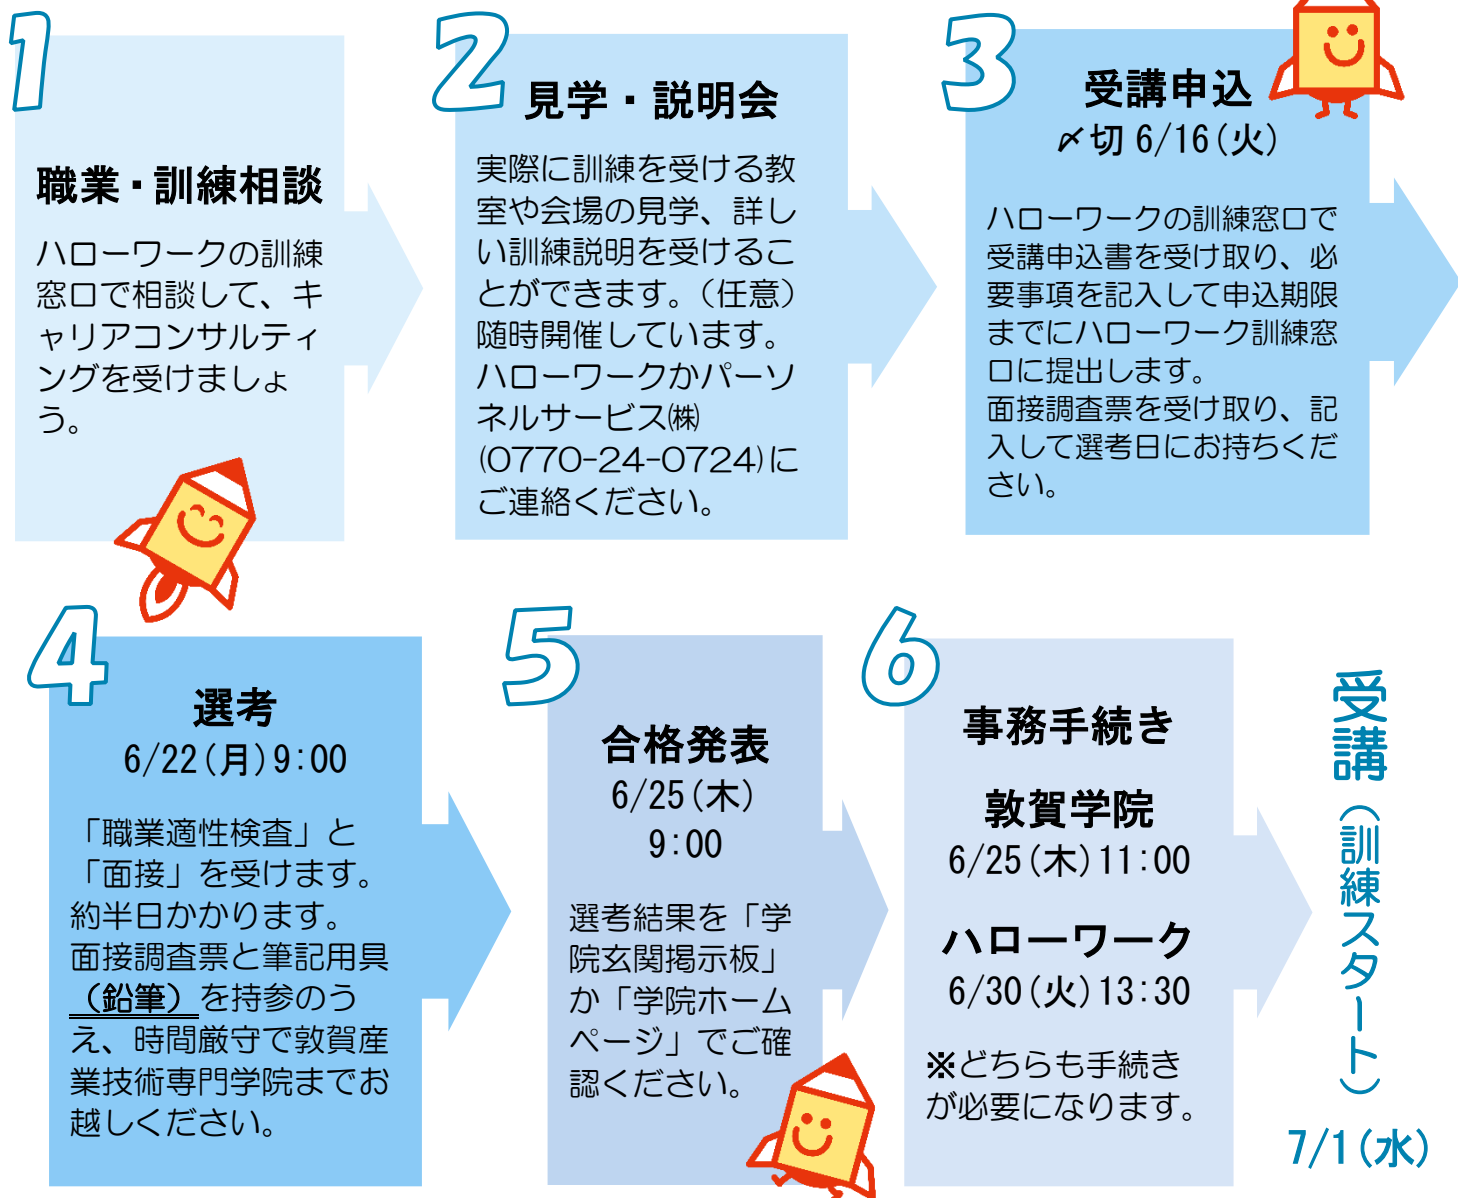 1
職業・訓練相談
ハローワークの訓練
窓口で相談して、キ
ャリアコンサルティ
ングを受けましょ
う。
2
見学・説明会
実際に訓練を受ける教
室や会場の見学、詳し
い訓練説明を受けるこ
とができます。（任意）
随時開催しています。
ハローワークかパーソ
ネルサービス㈱
(0770-24-0724)に
ご連絡ください。
3
受講申込
〆切 6/16(火)
ハローワークの訓練窓口で
受講申込書を受け取り、必
要事項を記入して申込期限
までにハローワーク訓練窓
口に提出します。
面接調査票を受け取り、記
入して選考日にお持ちくだ
さい。
4
選考
6/22(月)9:00
「職業適性検査」と
「面接」を受けます。
約半日かかります。
面接調査票と筆記用具
（鉛筆）を持参のう
え、時間厳守で敦賀産
業技術専門学院までお
越しください。
5
合格発表
6/25(木)
9:00
選考結果を「学
院玄関掲示板」
か「学院ホーム
ページ」でご確
認ください。
6
事務手続き
敦賀学院
6/25(木)11:00
ハローワーク
6/30(火)13:30
※どちらも手続き
が必要になります。
受講（訓練スタート）
7/1(水)